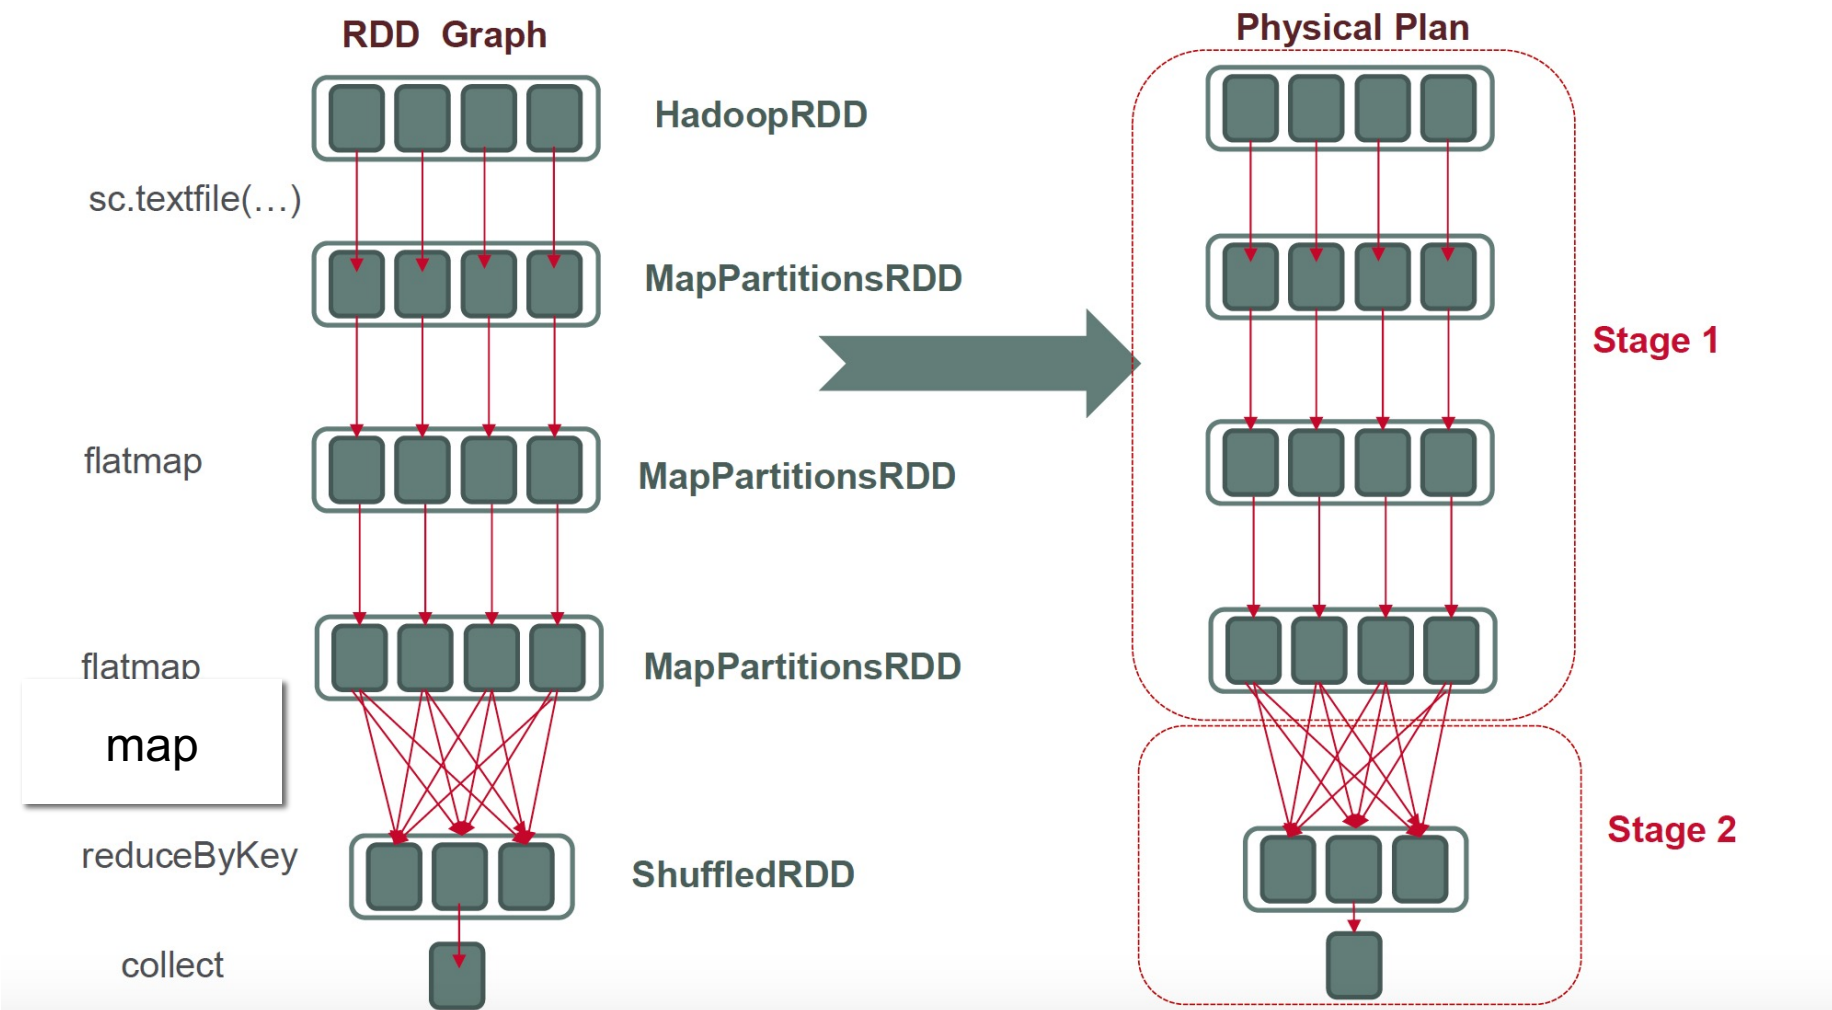 RDD Graph
Physical Plan
HadoopRDD
sc.textfile(…)
MapPartitionsRDD
Stage 1
flatmap
MapPartitionsRDD
flatmap
MapPartitionsRDD
map
reduceByKey
ShuffledRDD
Stage 2
collect